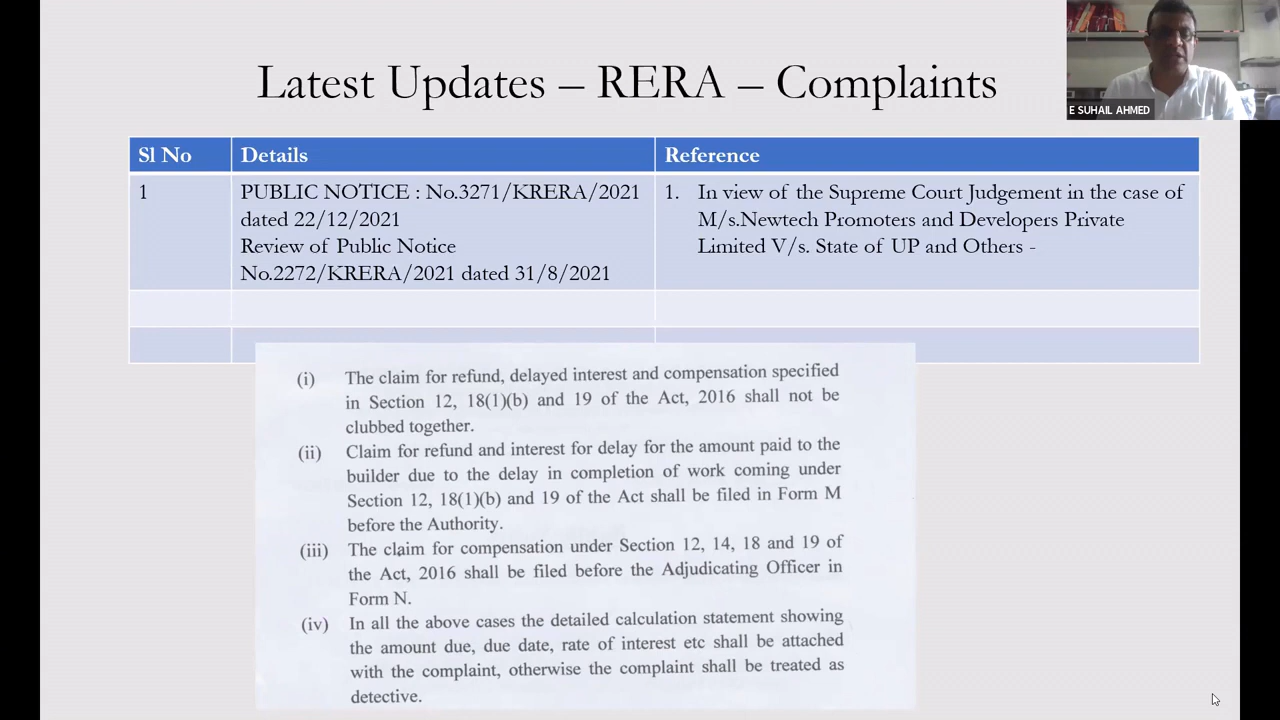 Latest Updates – RERA – Complaints
E SUHAIL AHMED
Sl No Details Reference
1 PUBLIC NOTICE : No.3271/KRERA/2021 1. In view of the Supreme Court Judgement in the case of
dated 22/12/2021 M/s.Newtech Promoters and Developers Private
Review of Public Notice Limited V/s. State of UP and Others -
No.2272/KRERA/2021 dated 31/8/2021
(i) The claim for refund, delayed interest and compensation specified
in Section 12, 18(1)(b) and 19 of the Act, 2016 shall not be
clubbed together.
(ii) Claim for refund and interest for delay for the amount paid to the
builder due to the delay in completion of work coming under
Section 12, 18(1)(b) and 19 of the Act shall be filed in Form M
before the Authority.
(iii) The claim for compensation under Section 12, 14, 18 and 19 of
the Act, 2016 shall be filed before the Adjudicating Officer in
Form N.
(iv) In all the above cases the detailed calculation statement showing
the amount due, due date, rate of interest etc shall be attached
with the complaint, otherwise the complaint shall be treated as
detective.